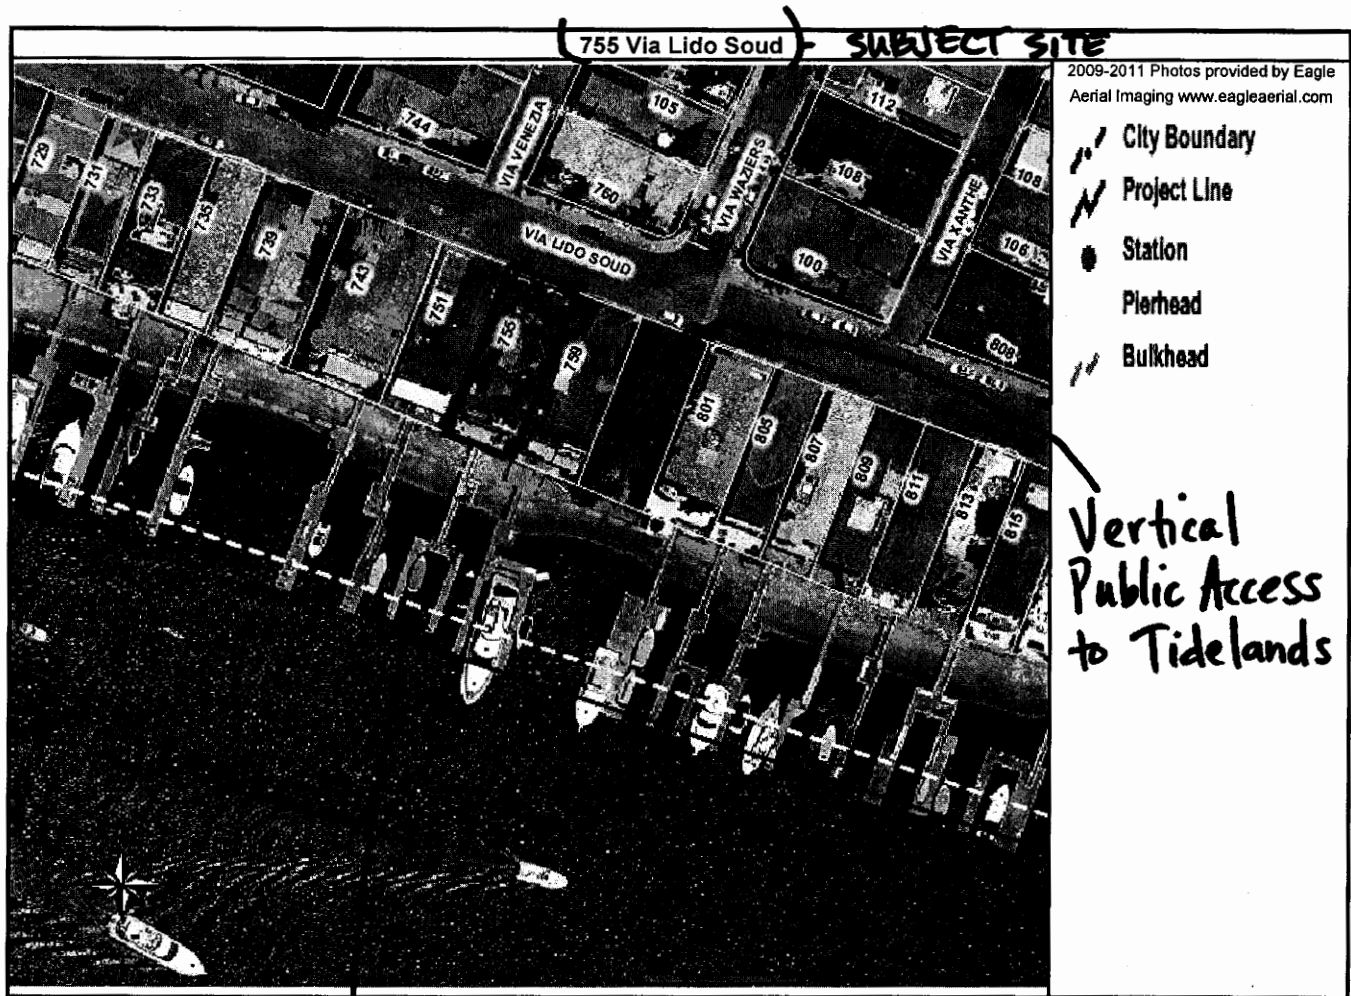 755 Via Lido Soud - SUBJECT SITE
2009-2011 Photos provided by Eagle
Aerial Imaging www.eagleaerial.com
City Boundary
Project Line
Station
Pierhead
Bulkhead
Vertical
Public Access
to Tidelands
VIA VENEZIA
VIA WAZIERS
VIA XANTHE
VIA LIDO SOUD
744
105
112
760
108
108
100
106
808
729
731
733
735
739
743
751
755
759
801
805
807
809
811
813
815